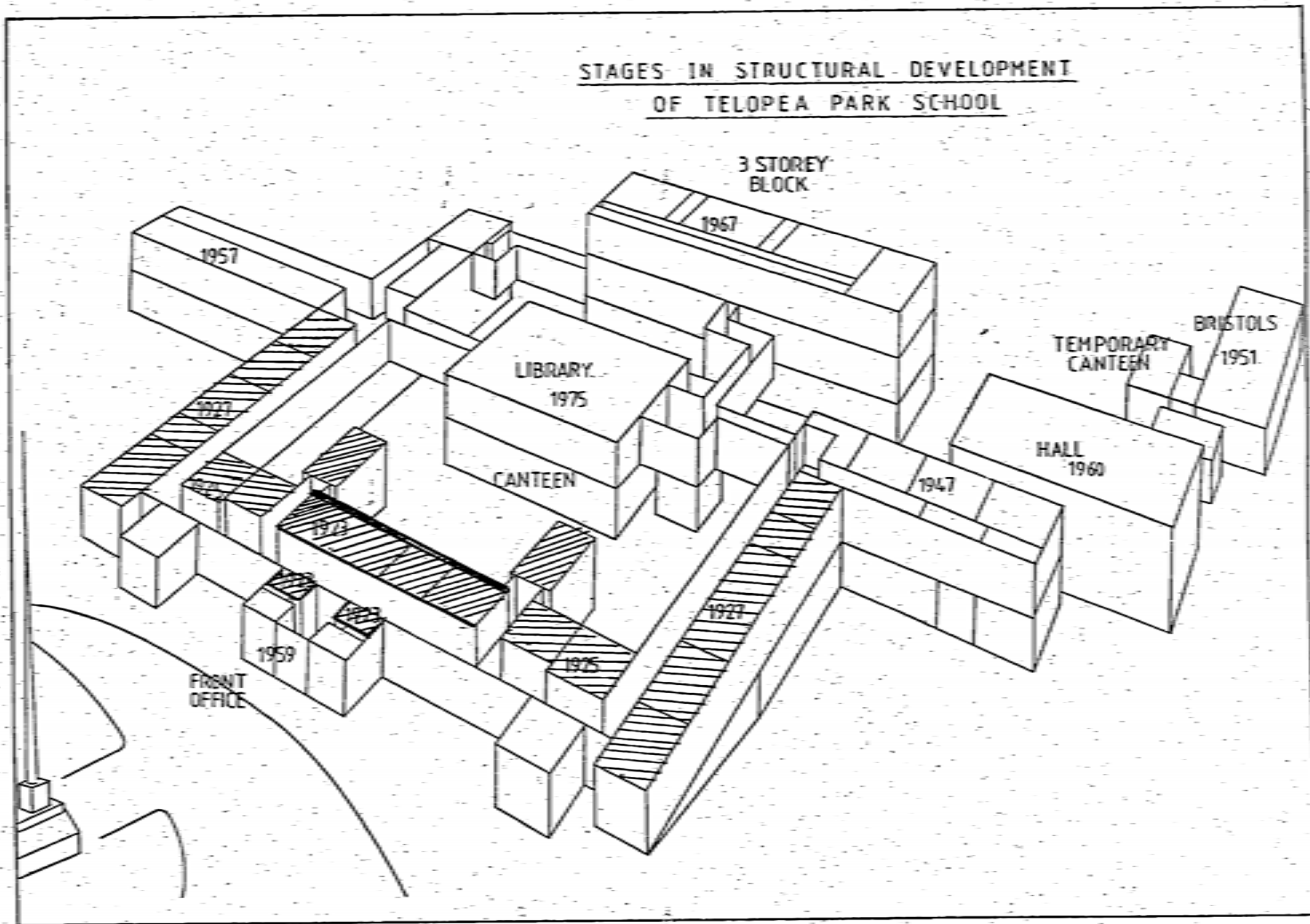 STAGES IN STRUCTURAL DEVELOPMENT
OF TELOPEA PARK SCHOOL
3 STOREY
BLOCK
1967
1957
BRISTOLS
1951
TEMPORARY
CANTEEN
LIBRARY
1975
HALL
1960
1927
CANTEEN
1947
1923
1927
1923
1925
1959
FRONT
OFFICE